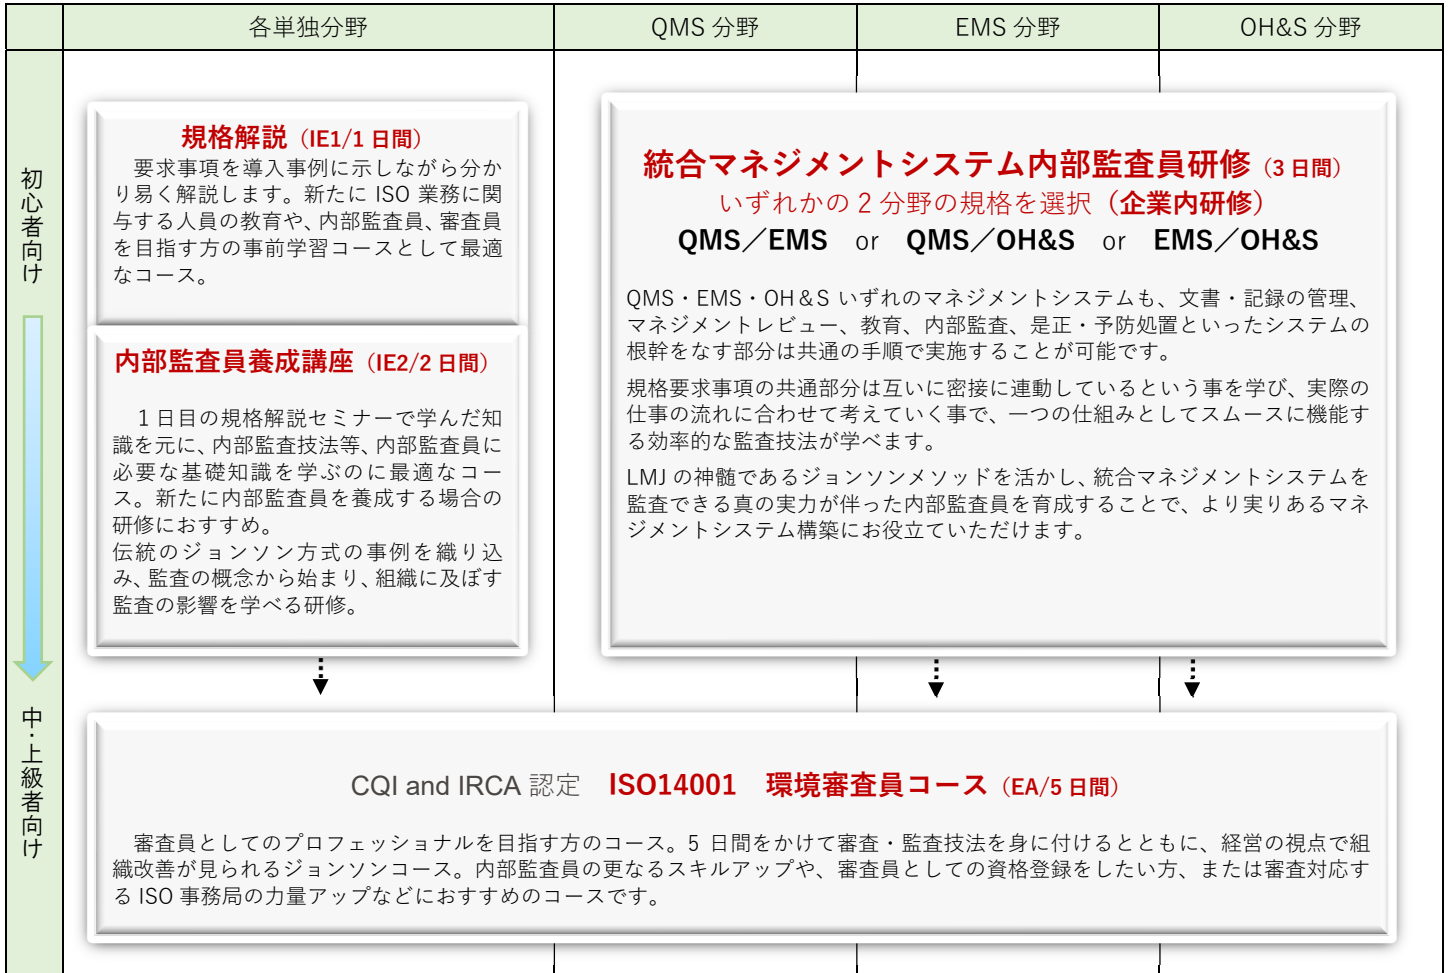 各単独分野
QMS 分野
EMS 分野
OH&S 分野
初心者向け
中・上級者向け
規格解説（IE1/1 日間）
要求事項を導入事例に示しながら分か
り易く解説します。新たに ISO 業務に関
与する人員の教育や、内部監査員、審査員
を目指す方の事前学習コースとして最適
なコース。
内部監査員養成講座（IE2/2 日間）
１日目の規格解説セミナーで学んだ知
識を元に、内部監査技法等、内部監査員に
必要な基礎知識を学ぶのに最適なコー
ス。新たに内部監査員を養成する場合の
研修におすすめ。
伝統のジョンソン方式の事例を織り込
み、監査の概念から始まり、組織に及ぼす
監査の影響を学べる研修。
統合マネジメントシステム内部監査員研修（3 日間）
いずれかの 2 分野の規格を選択（企業内研修）
QMS／EMS or QMS／OH&S or EMS／OH&S
QMS・EMS・OH＆S いずれのマネジメントシステムも、文書・記録の管理、
マネジメントレビュー、教育、内部監査、是正・予防処置といったシステムの
根幹をなす部分は共通の手順で実施することが可能です。
規格要求事項の共通部分は互いに密接に連動しているという事を学び、実際の
仕事の流れに合わせて考えていく事で、一つの仕組みとしてスムースに機能す
る効率的な監査技法が学べます。
LMJ の神髄であるジョンソンメソッドを活かし、統合マネジメントシステムを
監査できる真の実力が伴った内部監査員を育成することで、より実りあるマネ
ジメントシステム構築にお役立ていただけます。
CQI and IRCA 認定　ISO14001　環境審査員コース（EA/5 日間）
審査員としてのプロフェッショナルを目指す方のコース。5 日間をかけて審査・監査技法を身に付けるとともに、経営の視点で組
織改善が見られるジョンソンコース。内部監査員の更なるスキルアップや、審査員としての資格登録をしたい方、または審査対応す
る ISO 事務局の力量アップなどにおすすめのコースです。